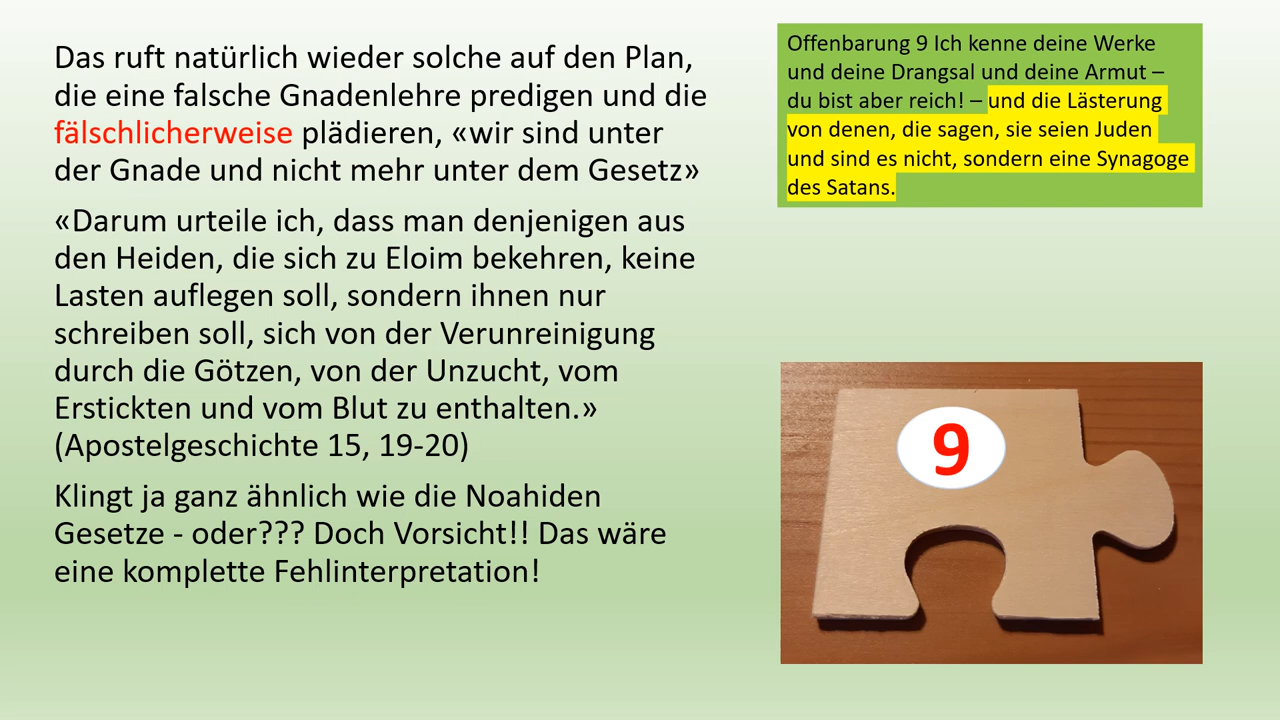 Das ruft natürlich wieder solche auf den Plan,
die eine falsche Gnadenlehre predigen und die
fälschlicherweise plädieren, «wir sind unter
der Gnade und nicht mehr unter dem Gesetz»
«Darum urteile ich, dass man denjenigen aus
den Heiden, die sich zu Eloim bekehren, keine
Lasten auflegen soll, sondern ihnen nur
schreiben soll, sich von der Verunreinigung
durch die Götzen, von der Unzucht, vom
Erstickten und vom Blut zu enthalten.»
(Apostelgeschichte 15, 19-20)
Klingt ja ganz ähnlich wie die Noahiden
Gesetze - oder??? Doch Vorsicht!! Das wäre
eine komplette Fehlinterpretation!
Offenbarung 9 Ich kenne deine Werke
und deine Drangsal und deine Armut –
du bist aber reich! – und die Lästerung
von denen, die sagen, sie seien Juden
und sind es nicht, sondern eine Synagoge
des Satans.
9